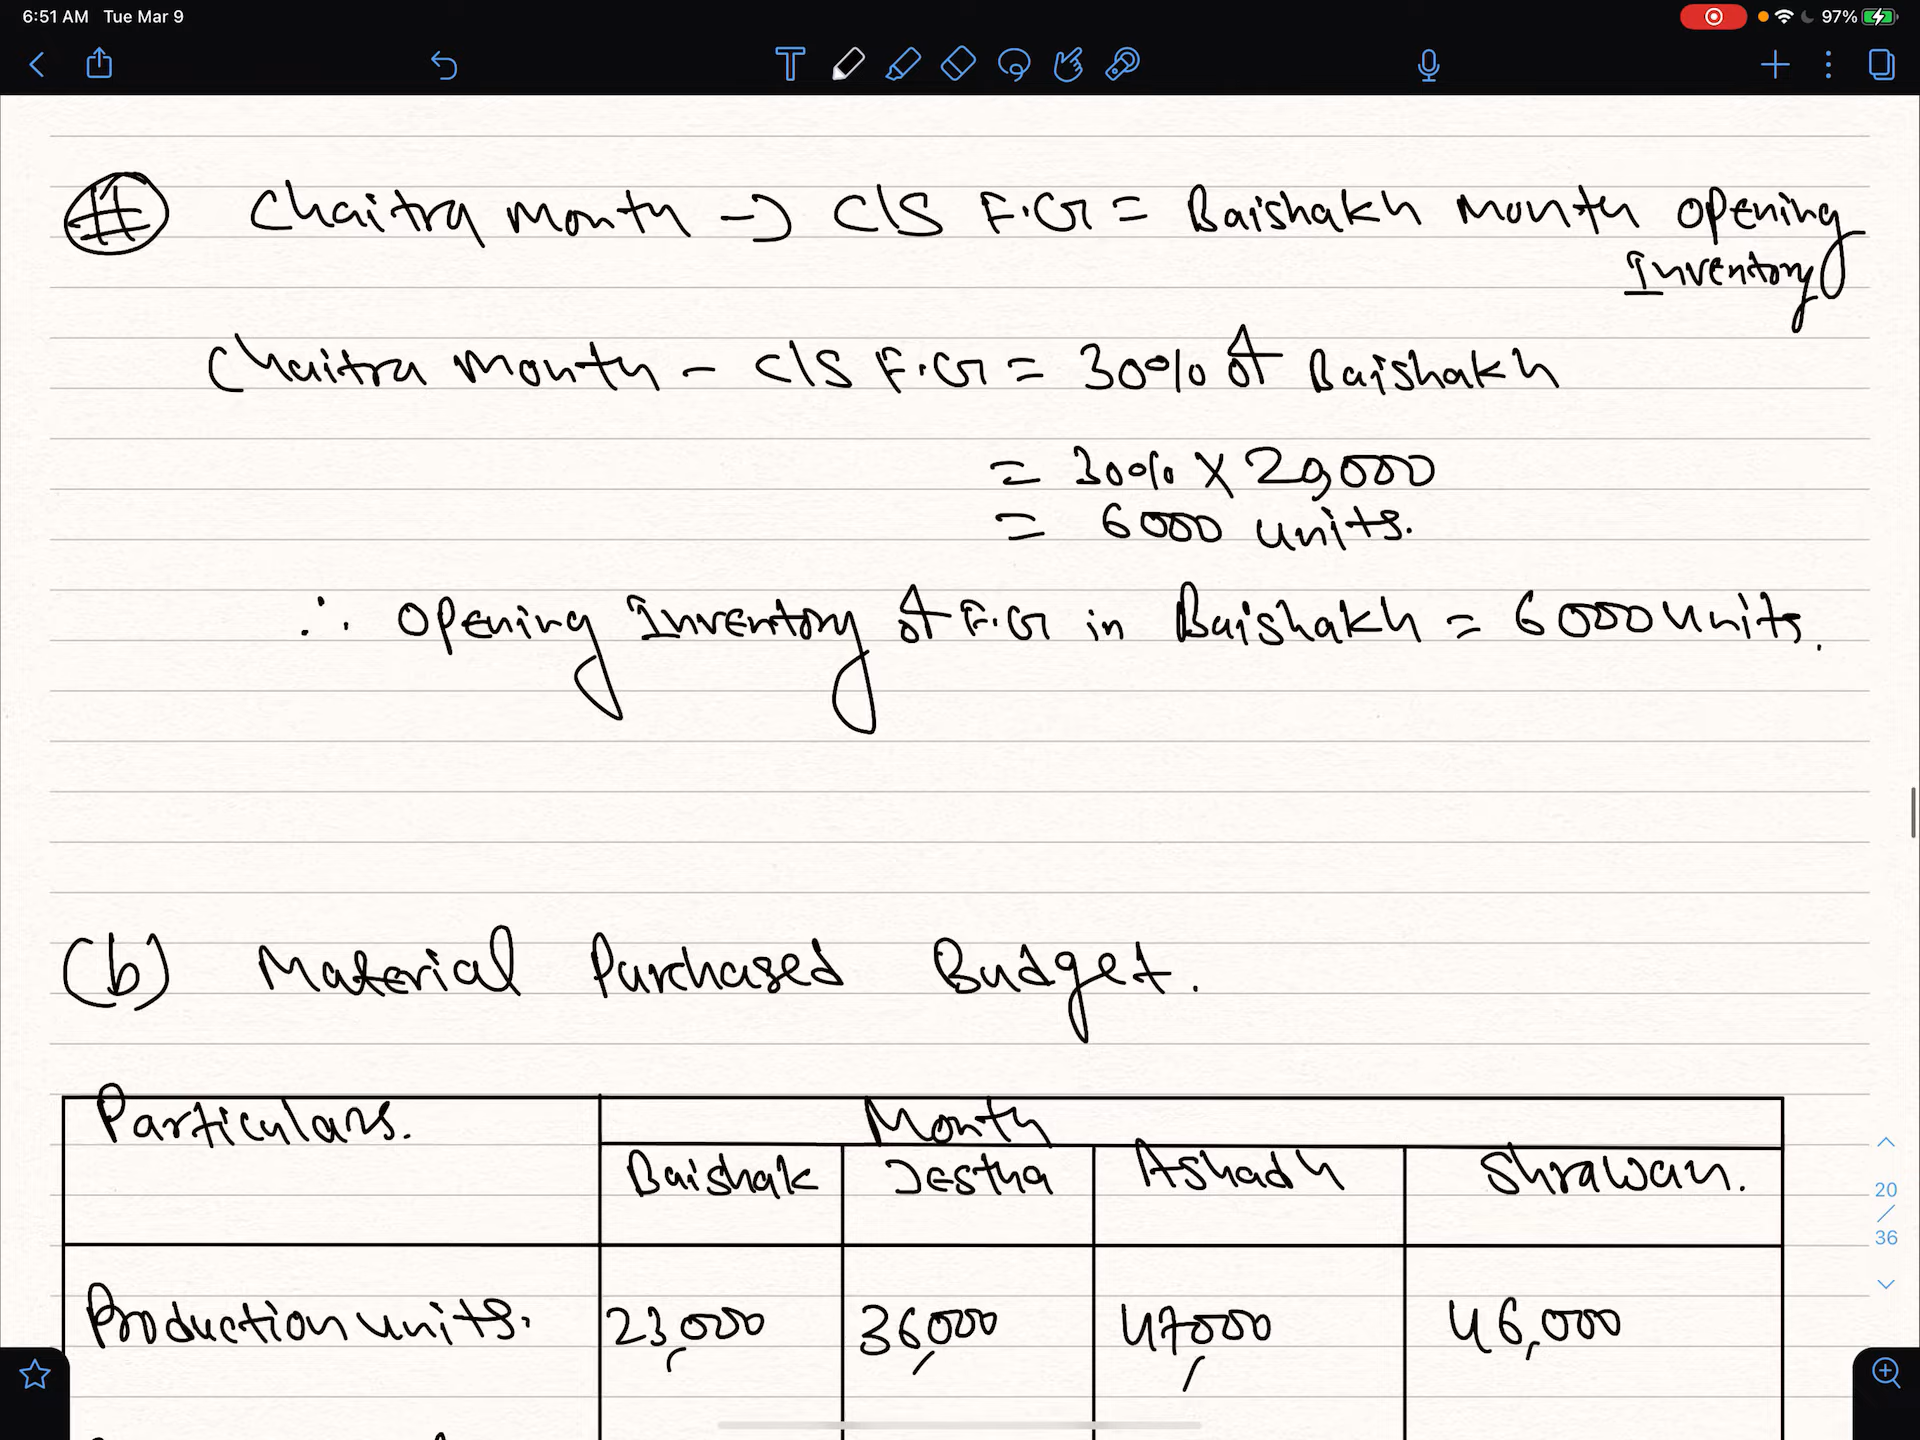 6:51 AM Tue Mar 9
97%
# Chaitra Month → C/S F.G = Baishakh Month Opening
Inventory
Chaitra Month - C/S F.G = 30% of Baishakh
= 30% X 20,000
= 6000 units.
∴ Opening Inventory of F.G in Baishakh = 6000 units.
(b) Material Purchased Budget.
Particulars. Month
Baishak Jestha Ashadh Shrawan.
20
/
36
Production units. 23,000 36,000 47,000 46,000